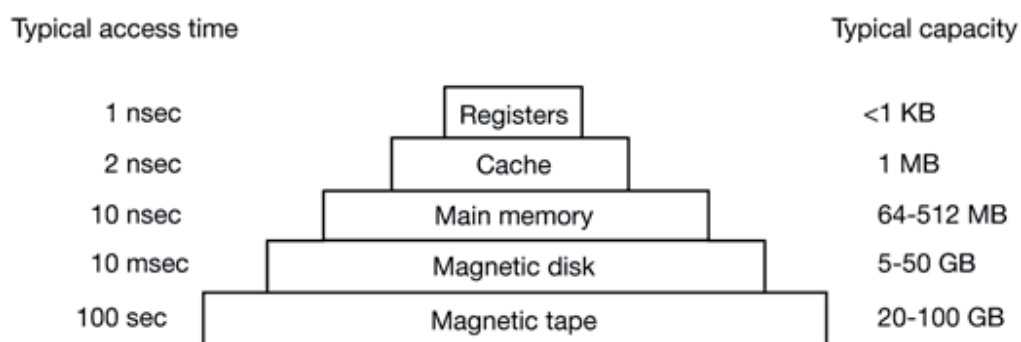 Typical access time Typical capacity
1 nsec Registers <1 KB
2 nsec Cache 1 MB
10 nsec Main memory 64-512 MB
10 msec Magnetic disk 5-50 GB
100 sec Magnetic tape 20-100 GB